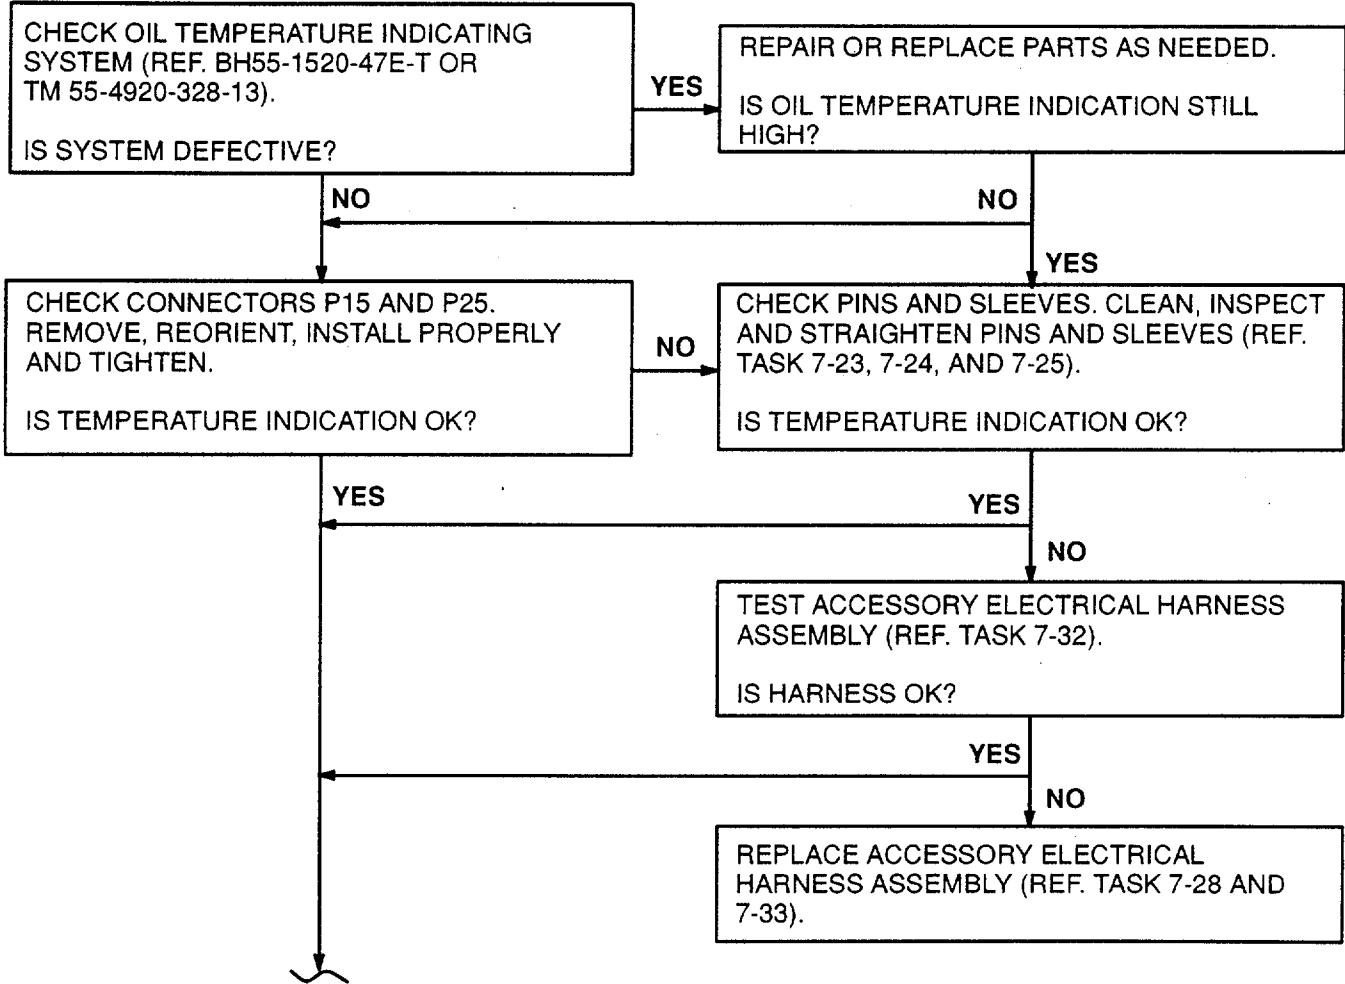 CHECK OIL TEMPERATURE INDICATING
SYSTEM (REF. BH55-1520-47E-T OR
TM 55-4920-328-13).
IS SYSTEM DEFECTIVE?
YES
REPAIR OR REPLACE PARTS AS NEEDED.
IS OIL TEMPERATURE INDICATION STILL
HIGH?
NO
NO
YES
CHECK CONNECTORS P15 AND P25.
REMOVE, REORIENT, INSTALL PROPERLY
AND TIGHTEN.
IS TEMPERATURE INDICATION OK?
NO
CHECK PINS AND SLEEVES. CLEAN, INSPECT
AND STRAIGHTEN PINS AND SLEEVES (REF.
TASK 7-23, 7-24, AND 7-25).
IS TEMPERATURE INDICATION OK?
YES
YES
NO
TEST ACCESSORY ELECTRICAL HARNESS
ASSEMBLY (REF. TASK 7-32).
IS HARNESS OK?
YES
NO
REPLACE ACCESSORY ELECTRICAL
HARNESS ASSEMBLY (REF. TASK 7-28 AND
7-33).